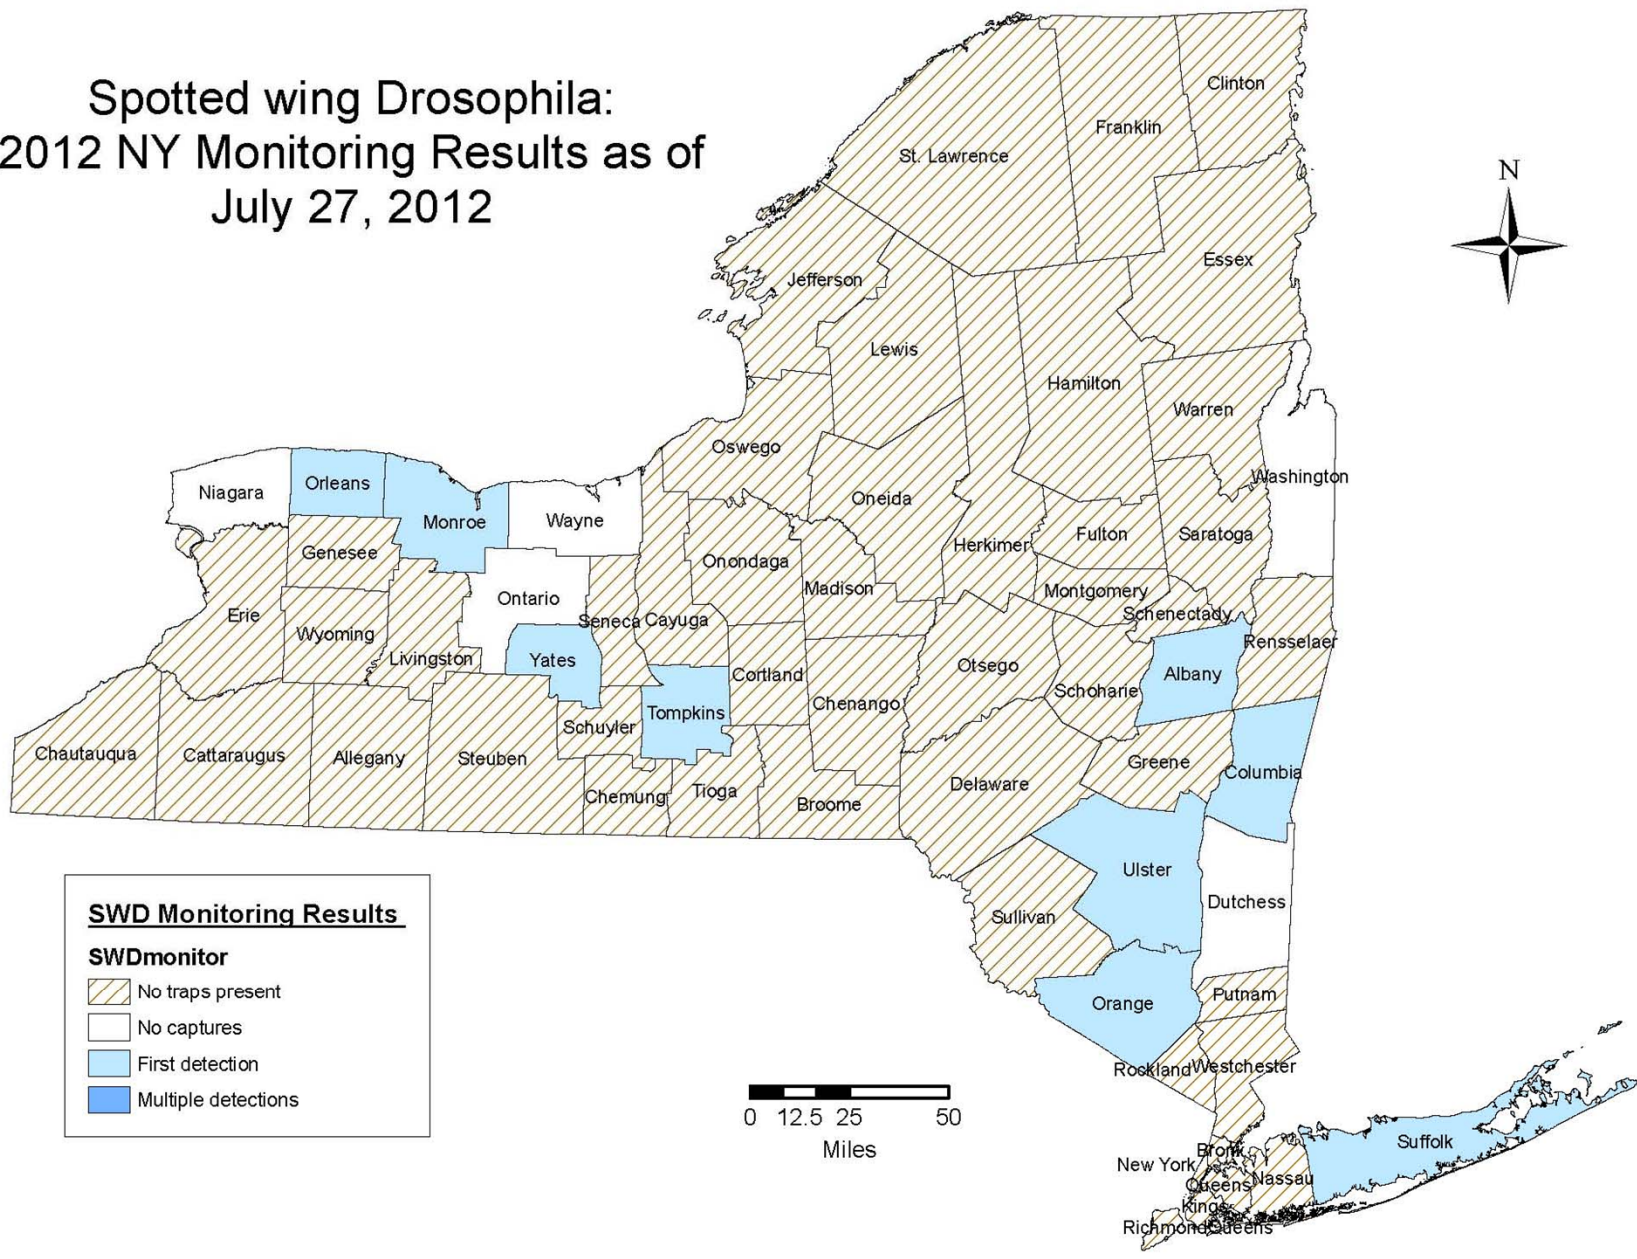 Spotted wing Drosophila:
2012 NY Monitoring Results as of
July 27, 2012
N
Clinton
Franklin
St. Lawrence
Essex
Jefferson
Lewis
Hamilton
Warren
Oswego
Washington
Niagara
Orleans
Monroe
Wayne
Oneida
Herkimer
Fulton
Saratoga
Genesee
Onondaga
Madison
Montgomery
Ontario
Schenectady
Erie
Wyoming
Seneca
Cayuga
Rensselaer
Livingston
Yates
Cortland
Otsego
Albany
Schoharie
Tompkins
Chenango
Schuyler
Chautauqua
Cattaraugus
Allegany
Steuben
Greene
Columbia
Chemung
Tioga
Broome
Delaware
Ulster
Dutchess
Sullivan
Orange
Putnam
Rockland
Westchester
Suffolk
Bronx
New York
Queens
Nassau
Kings
Richmond
Queens
SWD Monitoring Results
SWDmonitor
No traps present
No captures
First detection
Multiple detections
0 12.5 25 50
Miles